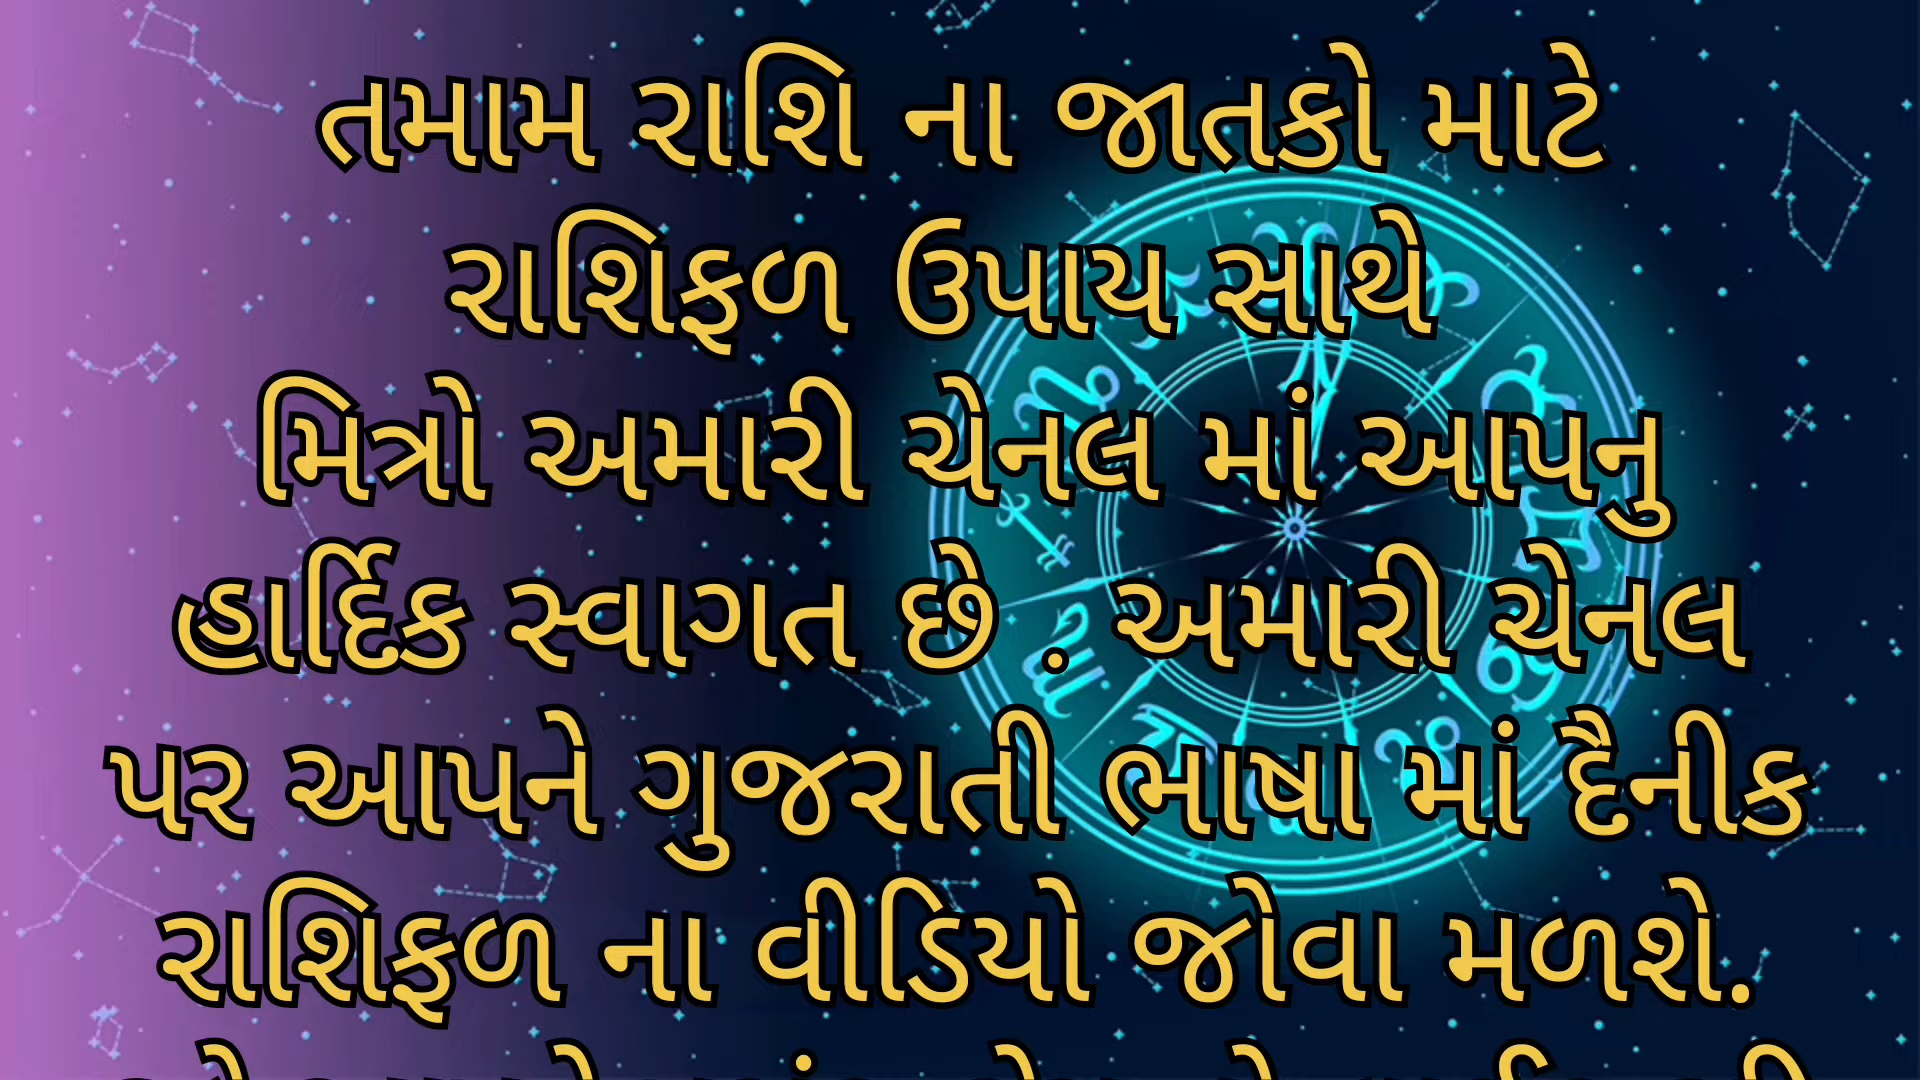 તમામ રાશિ ના જાતકો માટે
રાશિફળ ઉપાય સાથે
મિત્રો અમારી ચેનલ માં આપનુ
હાર્દિક સ્વાગત છે . અમારી ચેનલ
પર આપને ગુજરાતી ભાષા માં દૈનીક
રાશિફળ ના વીડિયો જોવા મળશે.